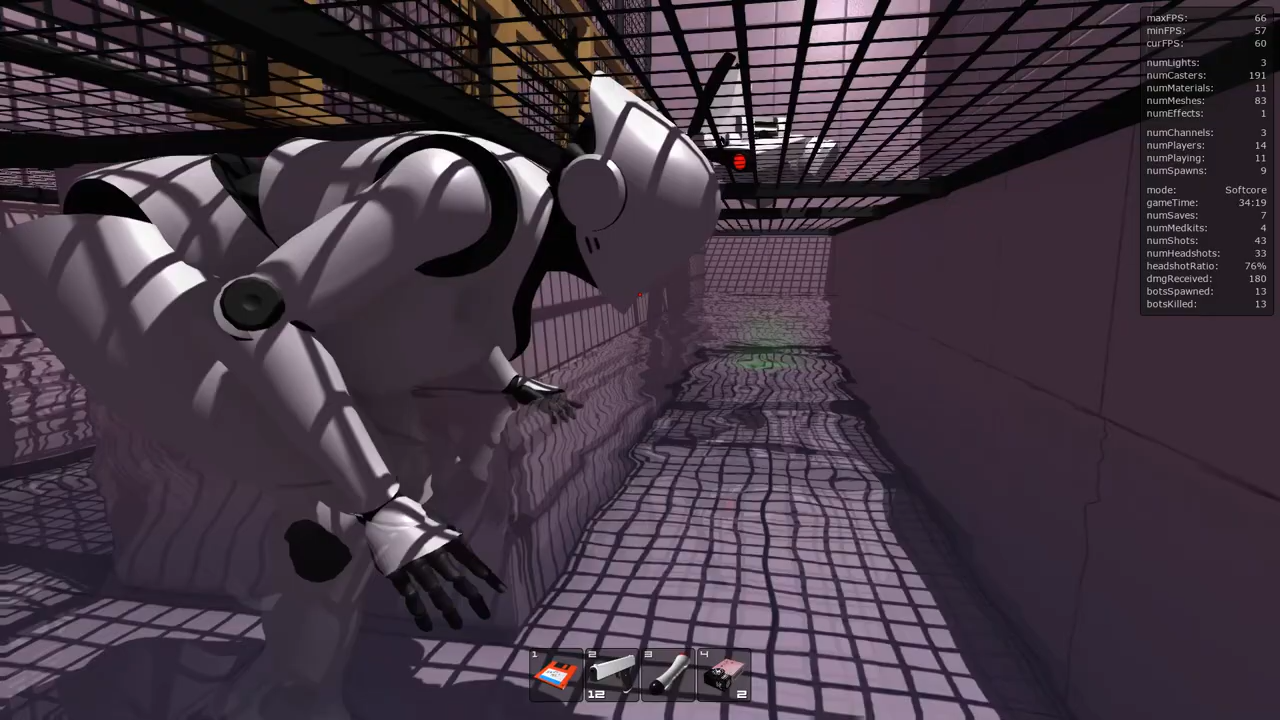 maxFPS: 66
minFPS: 57
curFPS: 60
numLights: 3
numCasters: 191
numMaterials: 11
numMeshes: 83
numEffects: 1
numChannels: 3
numPlayers: 14
numPlaying: 11
numSpawns: 9
mode: Softcore
gameTime: 34:19
numSaves: 7
numMedkits: 4
numShots: 43
numHeadshots: 33
headshotRatio: 76%
dmgReceived: 180
botsSpawned: 13
botsKilled: 13
1 2 3 4
12 2